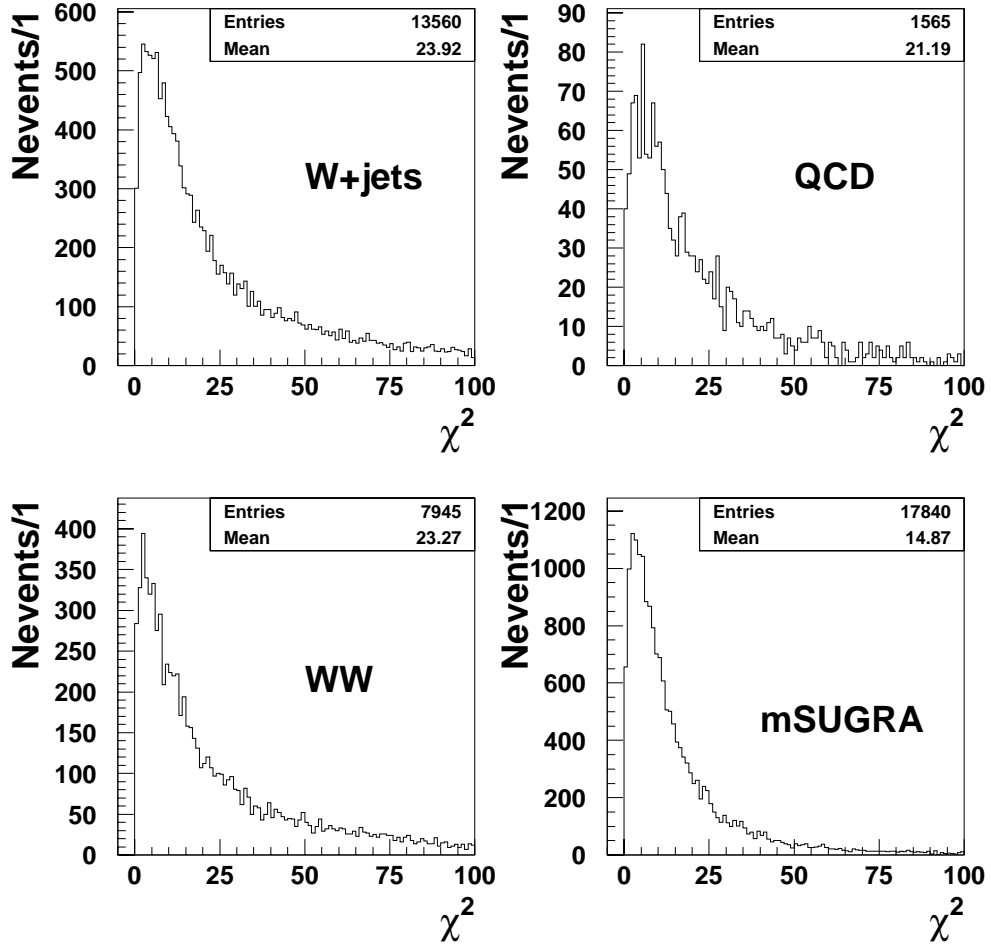 Nevents/1
600
500
400
300
200
100
0
Entries 13560
Mean 23.92
W+jets
0 25 50 75 100
χ2
Nevents/1
90
80
70
60
50
40
30
20
10
0
Entries 1565
Mean 21.19
QCD
0 25 50 75 100
χ2
Nevents/1
400
350
300
250
200
150
100
50
0
Entries 7945
Mean 23.27
WW
0 25 50 75 100
χ2
Nevents/1
1200
1000
800
600
400
200
0
Entries 17840
Mean 14.87
mSUGRA
0 25 50 75 100
χ2